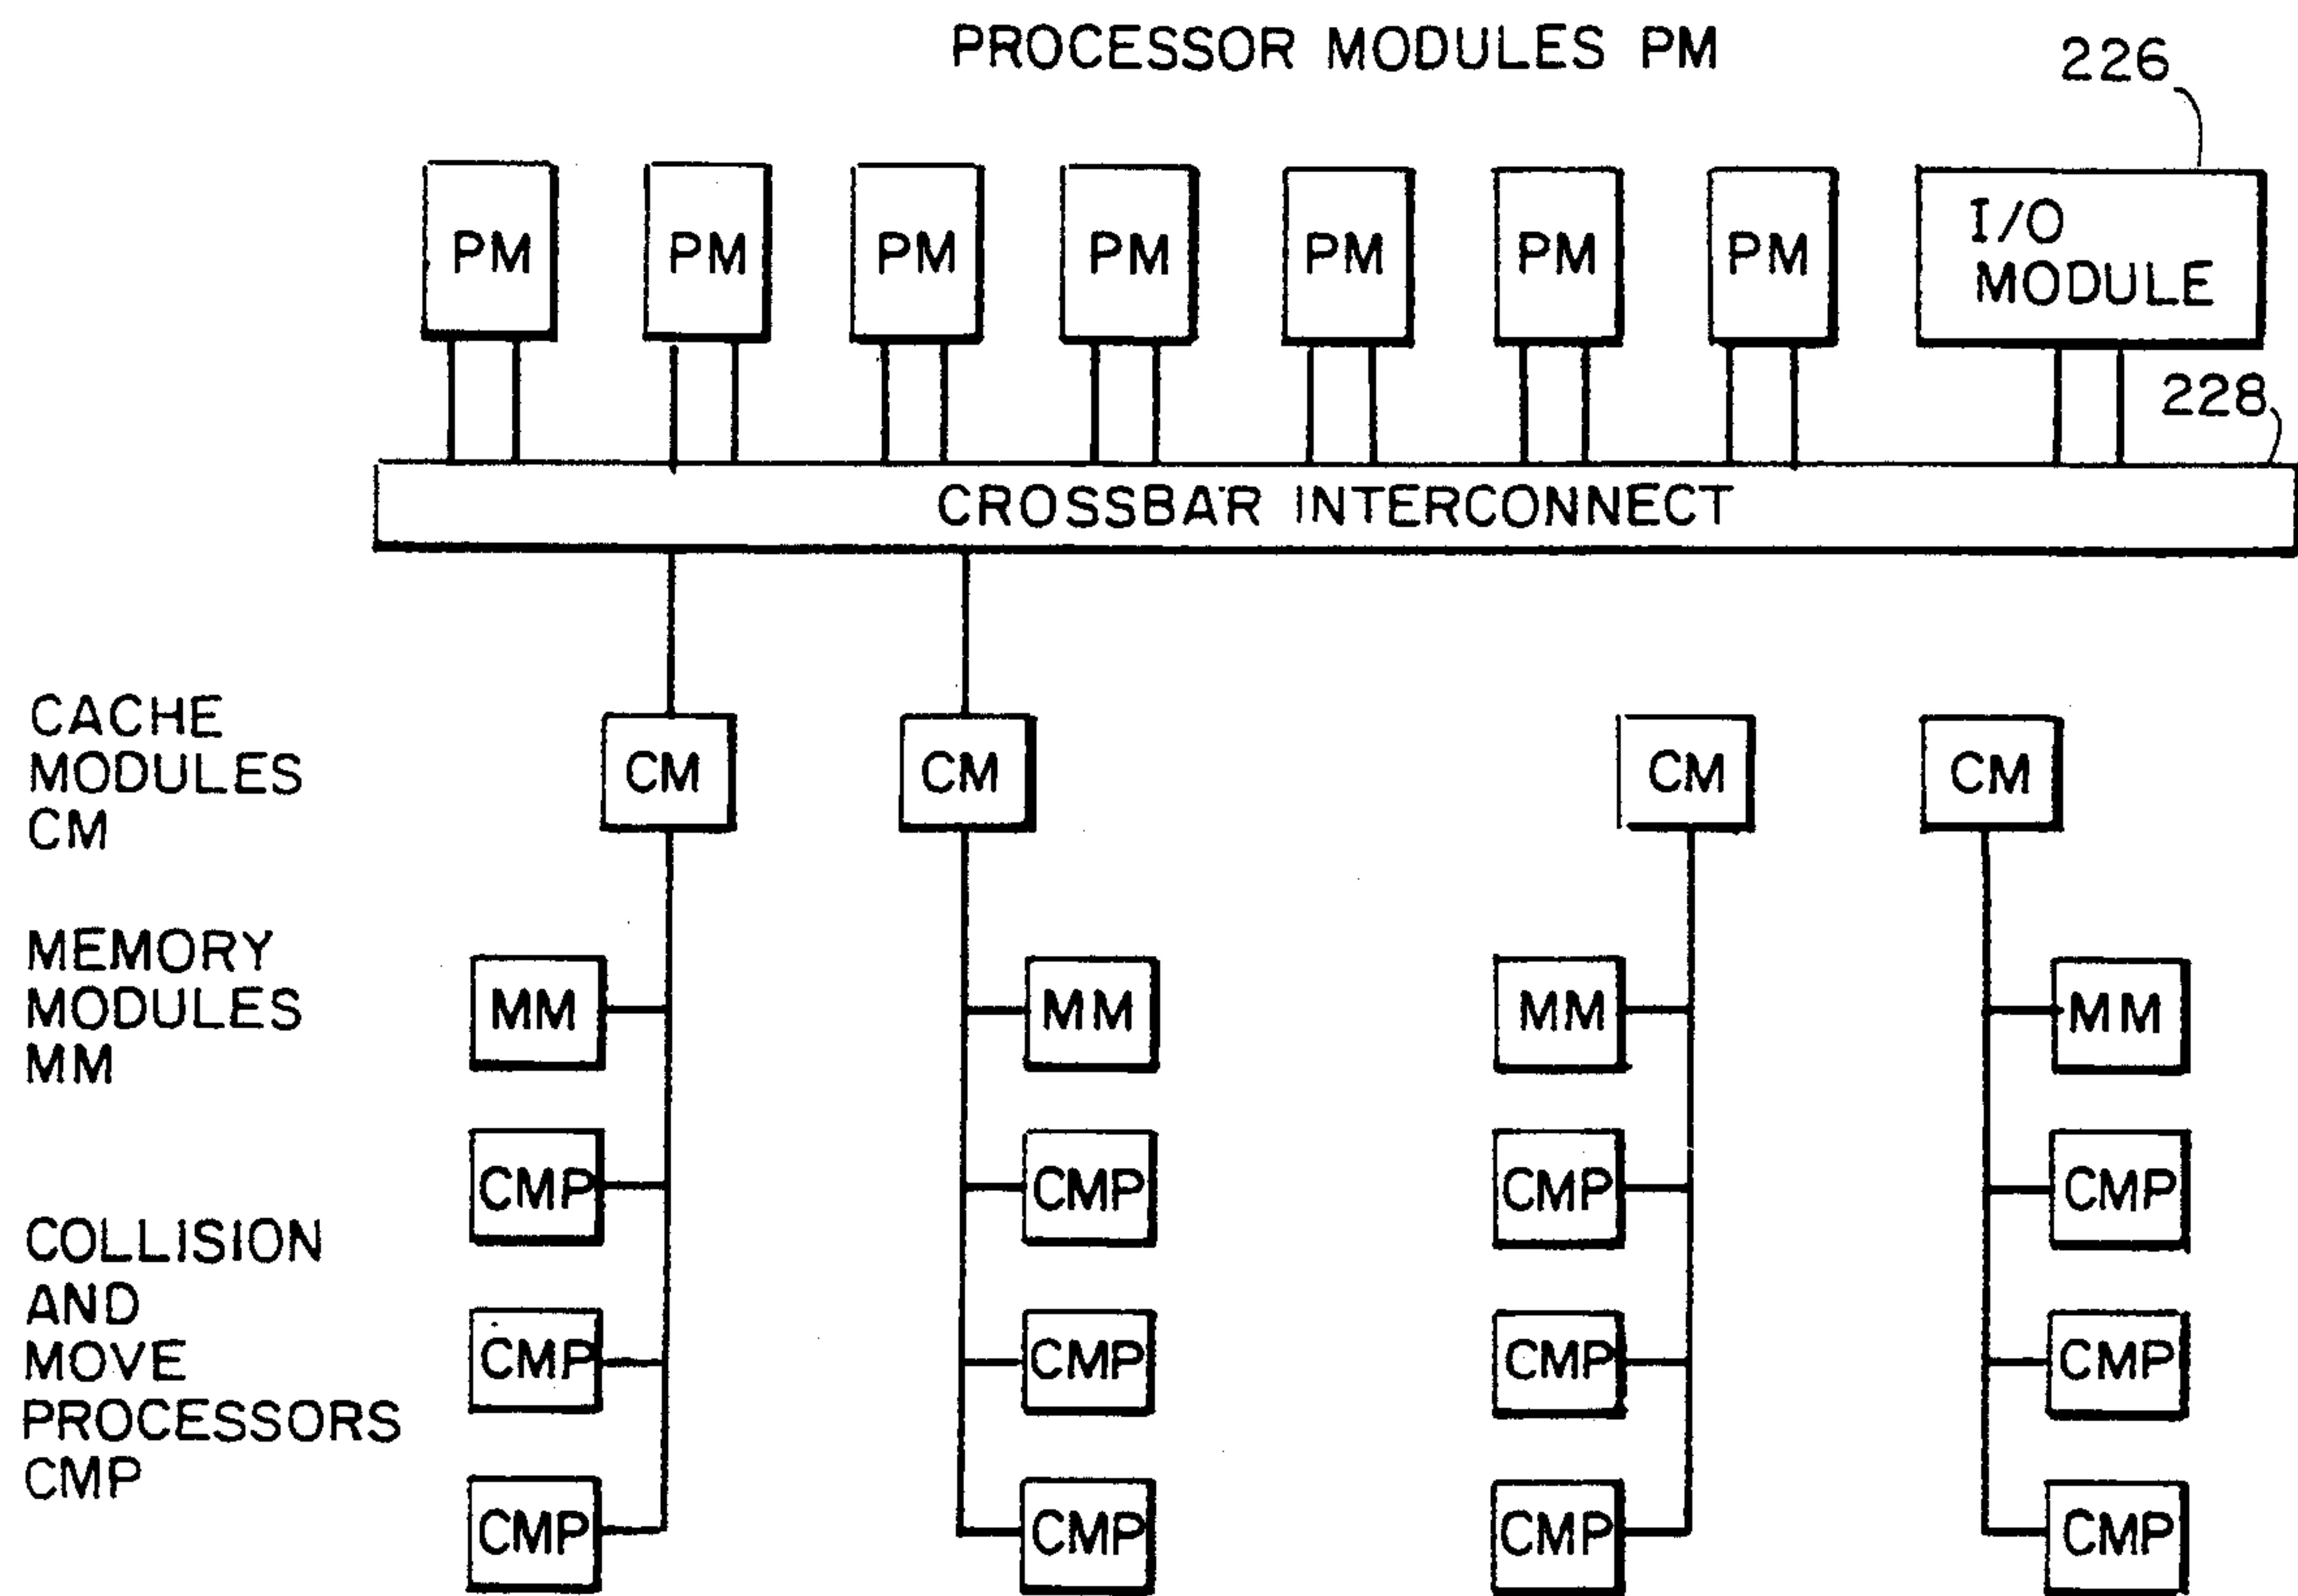 PROCESSOR MODULES PM
226
PM PM PM PM PM PM PM
I/O
MODULE
228
CROSSBAR INTERCONNECT
CACHE
MODULES
CM
CM CM CM CM
MEMORY
MODULES
MM
MM MM MM MM
CMP CMP CMP CMP
COLLISION
AND
MOVE
PROCESSORS
CMP
CMP CMP CMP CMP
CMP CMP CMP CMP